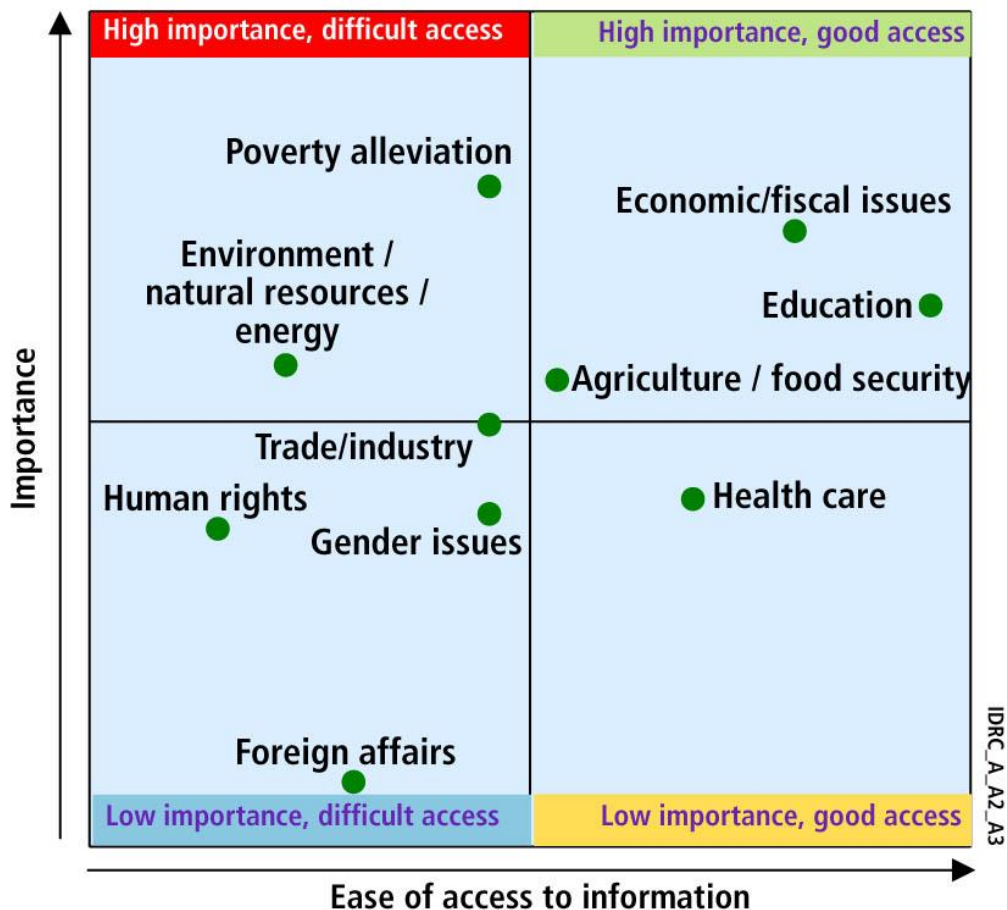 High importance, difficult access
High importance, good access
Poverty alleviation
Economic/fiscal issues
Environment /
natural resources /
energy
Education
Agriculture / food security
Importance
Trade/industry
Human rights
Health care
Gender issues
Foreign affairs
IDRC_A_A2_A3
Low importance, difficult access
Low importance, good access
Ease of access to information